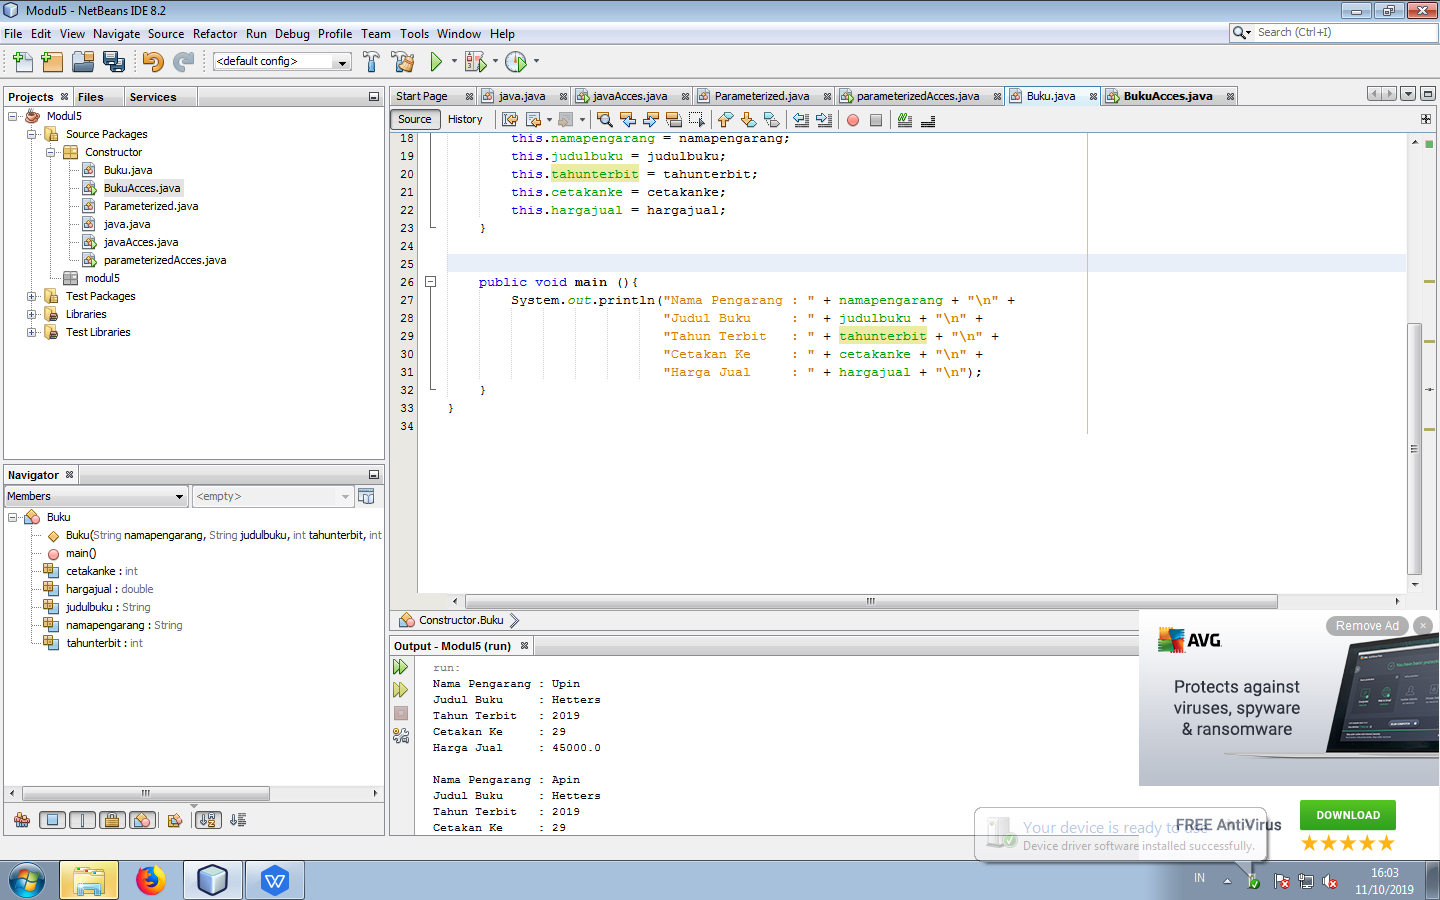 Modul5 - NetBeans IDE 8.2
File Edit View Navigate Source Refactor Run Debug Profile Team Tools Window Help
Search (Ctrl+I)
<default config>
Projects Files Services
Modul5
Source Packages
Constructor
Buku.java
BukuAcces.java
Parameterized.java
java.java
javaAcces.java
parameterizedAcces.java
modul5
Test Packages
Libraries
Test Libraries
Navigator
Members
<empty>
Buku
Buku(String namapengarang, String judulbuku, int tahunterbit, int
main()
cetakanke : int
hargajual : double
judulbuku : String
namapengarang : String
tahunterbit : int
Start Page java.java javaAcces.java Parameterized.java parameterizedAcces.java Buku.java BukuAcces.java
Source History
18 this.namapengarang = namapengarang;
19 this.judulbuku = judulbuku;
20 this.tahunterbit = tahunterbit;
21 this.cetakanke = cetakanke;
22 this.hargajual = hargajual;
23 }
24
25
26 public void main (){
27 System.out.println("Nama Pengarang : " + namapengarang + "\n" +
28 "Judul Buku     : " + judulbuku + "\n" +
29 "Tahun Terbit   : " + tahunterbit + "\n" +
30 "Cetakan Ke     : " + cetakanke + "\n" +
31 "Harga Jual     : " + hargajual + "\n");
32 }
33 }
34
Constructor.Buku
Output - Modul5 (run)
run:
Nama Pengarang : Upin
Judul Buku     : Hetters
Tahun Terbit   : 2019
Cetakan Ke     : 29
Harga Jual     : 45000.0
Nama Pengarang : Apin
Judul Buku     : Hetters
Tahun Terbit   : 2019
Cetakan Ke     : 29
Remove Ad
AVG
Protects against
viruses, spyware
& ransomware
FREE AntiVirus
DOWNLOAD
Your device is ready to use
Device driver software installed successfully.
IN
16:03
11/10/2019